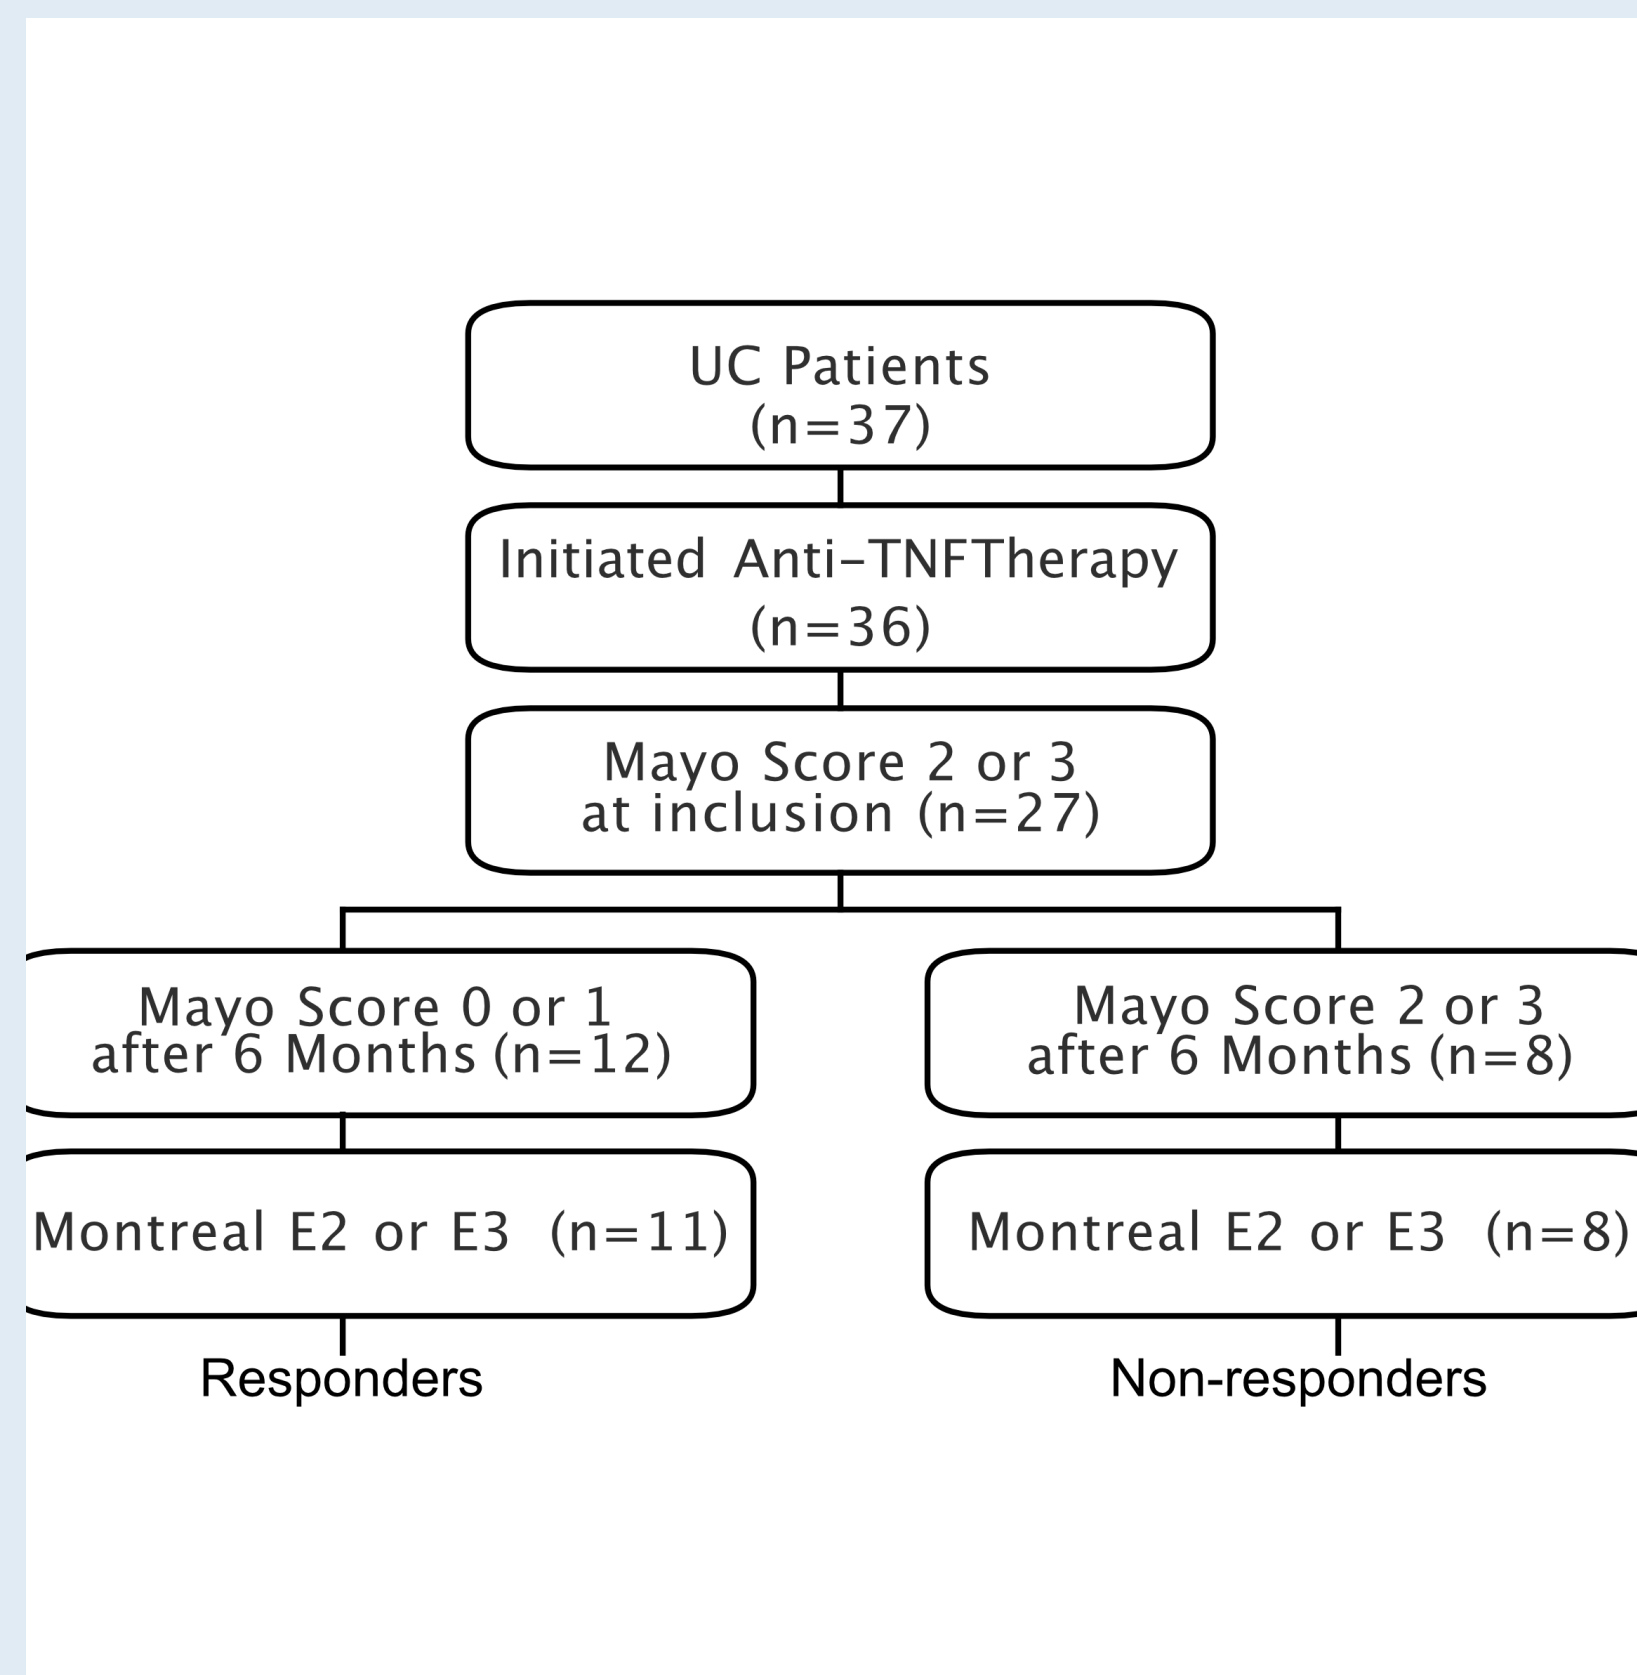 UC Patients
(n=37)
Initiated Anti-TNFTherapy
(n=36)
Mayo Score 2 or 3
at inclusion (n=27)
Mayo Score 0 or 1
after 6 Months (n=12)
Mayo Score 2 or 3
after 6 Months (n=8)
Montreal E2 or E3 (n=11)
Montreal E2 or E3 (n=8)
Responders
Non-responders